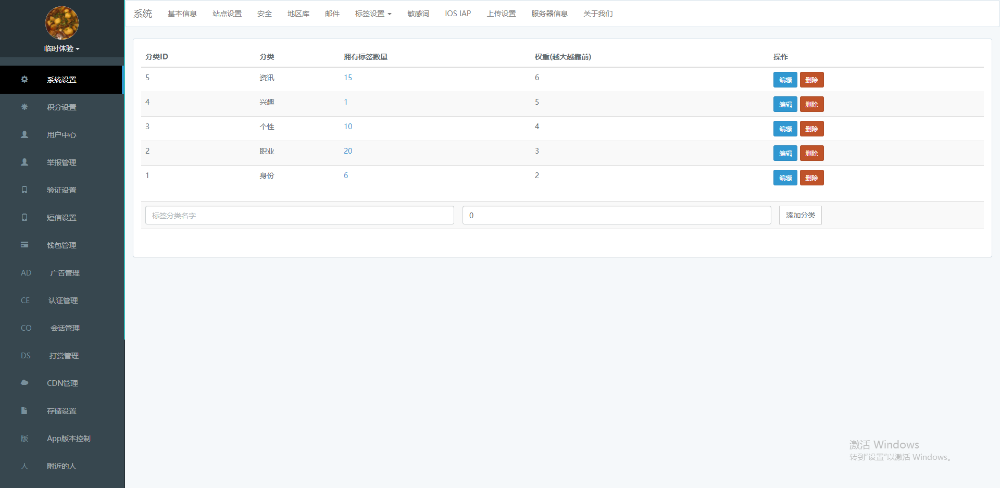 临时体验
系统设置
积分设置
用户中心
举报管理
验证设置
短信设置
钱包管理
AD 广告管理
CE 认证管理
CO 会话管理
DS 打赏管理
CDN管理
存储设置
版 App版本控制
人 附近的人
系统 基本信息 站点设置 安全 地区库 邮件 标签设置 敏感词 IOS IAP 上传设置 服务器信息 关于我们
分类ID 分类 拥有标签数量 权重(越大越靠前) 操作
5 资讯 15 6 编辑 删除
4 兴趣 1 5 编辑 删除
3 个性 10 4 编辑 删除
2 职业 20 3 编辑 删除
1 身份 6 2 编辑 删除
标签分类名字 0 添加分类
激活 Windows
转到"设置"以激活 Windows。